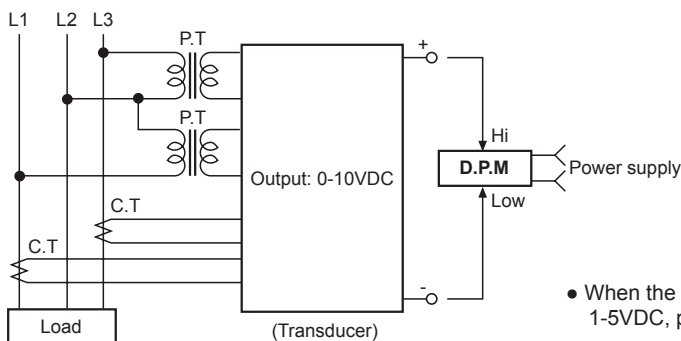 L1 L2 L3
P.T
+
P.T
Hi
D.P.M
Power supply
Output: 0-10VDC
Low
C.T
C.T
-
● When the
1-5VDC, p
Load
(Transducer)